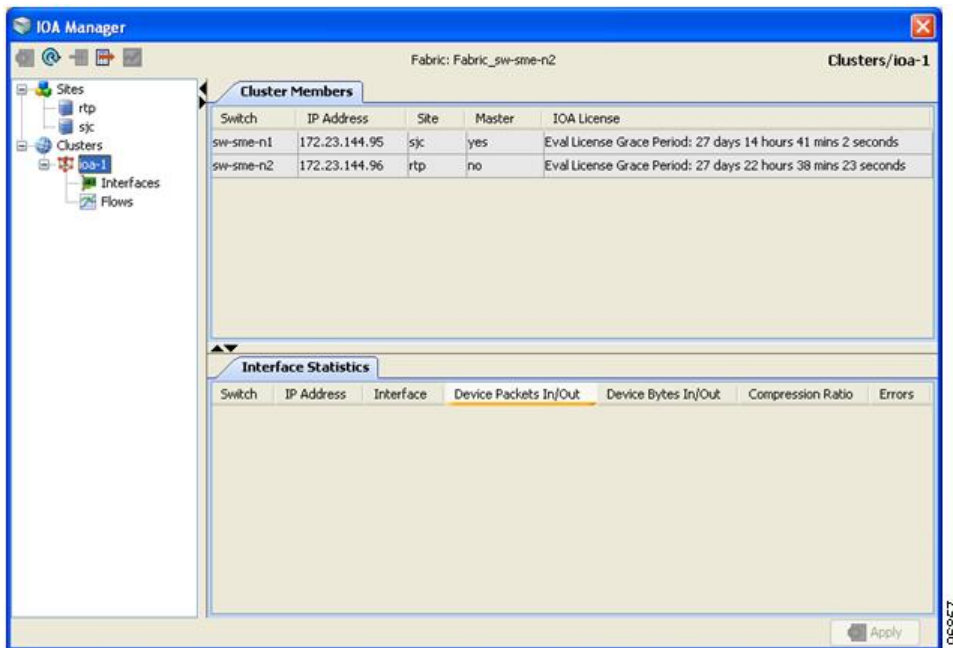 IOA Manager
Fabric: Fabric_sw-sme-n2
Clusters/ioa-1
Sites
rtp
sjc
Clusters
ioa-1
Interfaces
Flows
Cluster Members
Switch IP Address Site Master IOA License
sw-sme-n1 172.23.144.95 sjc yes Eval License Grace Period: 27 days 14 hours 41 mins 2 seconds
sw-sme-n2 172.23.144.96 rtp no Eval License Grace Period: 27 days 22 hours 38 mins 23 seconds
Interface Statistics
Switch IP Address Interface Device Packets In/Out Device Bytes In/Out Compression Ratio Errors
Apply